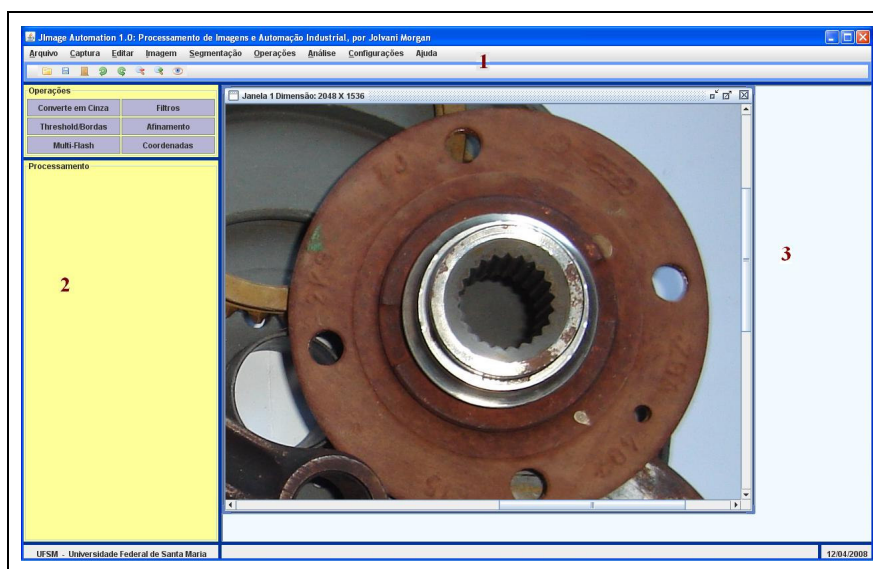 JImage Automation 1.0: Processamento de Imagens e Automação Industrial, por Jolvani Morgan
Arquivo Captura Editar Imagem Segmentação Operações Análise Configurações Ajuda
1
Operações
Converte em Cinza Filtros
Threshold/Bordas Afinamento
Multi-Flash Coordenadas
Processamento
2
Janela 1 Dimensão: 2048 X 1536
3
UFSM - Universidade Federal de Santa Maria
12/04/2008